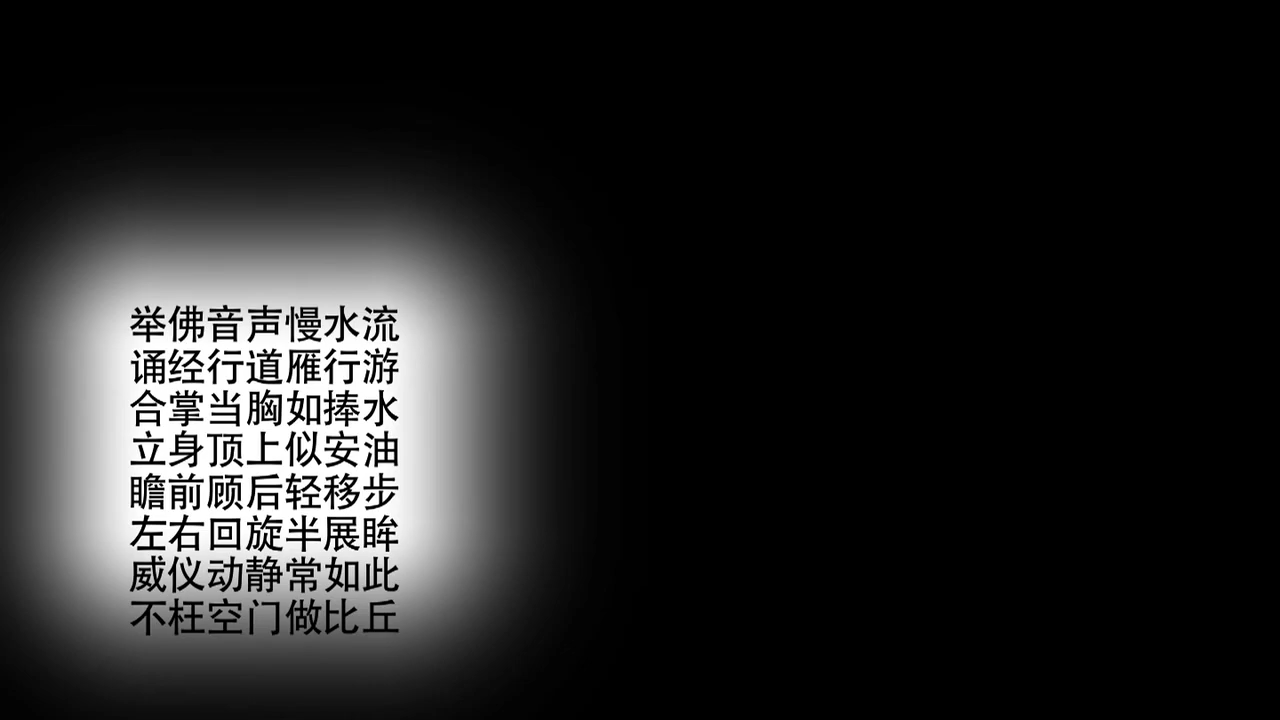 举佛音声慢水流
诵经行道雁行游
合掌当胸如捧水
立身顶上似安油
瞻前顾后轻移步
左右回旋半展眸
威仪动静常如此
不枉空门做比丘